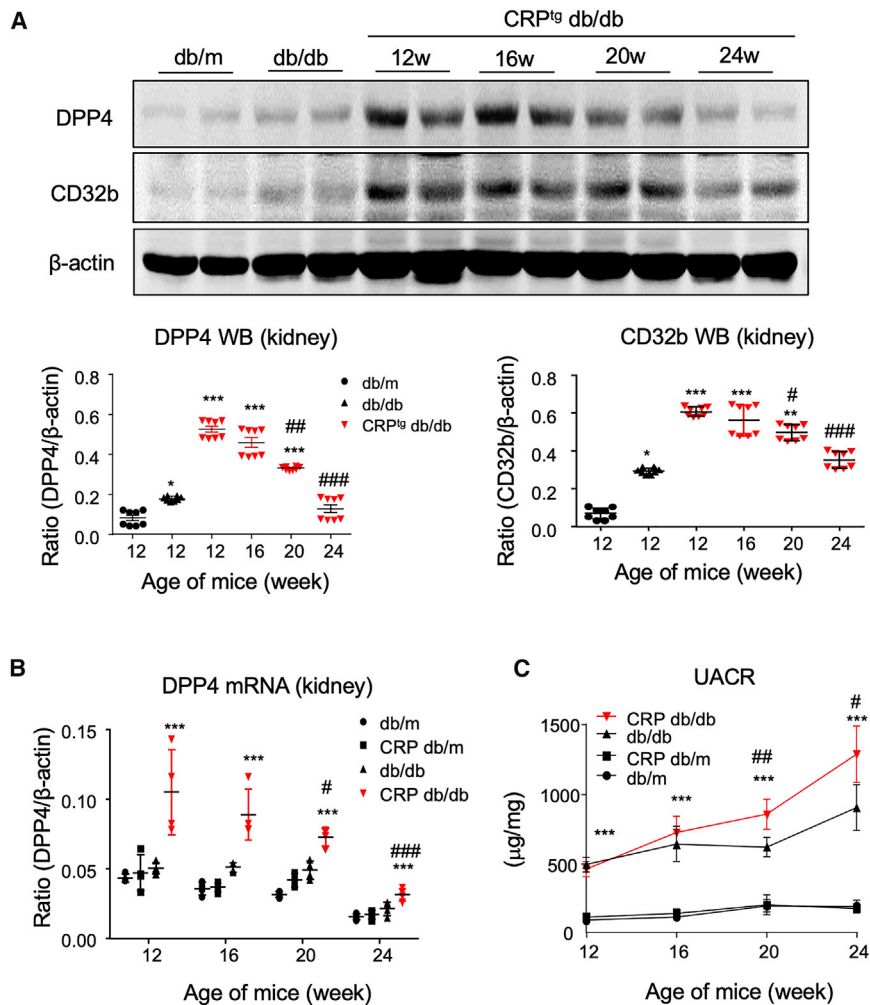 A
CRPtg db/db
db/m db/db 12w 16w 20w 24w
DPP4
CD32b
β-actin
DPP4 WB (kidney)
Ratio (DPP4/β-actin)
0.8
0.6
0.4
0.2
0.0
* *** *** ## *** ###
12 12 12 16 20 24
Age of mice (week)
db/m
db/db
CRPtg db/db
CD32b WB (kidney)
Ratio (CD32b/β-actin)
0.8
0.6
0.4
0.2
0
* *** *** # ** ###
12 12 12 16 20 24
Age of mice (week)
B
DPP4 mRNA (kidney)
Ratio (DPP4/β-actin)
0.15
0.10
0.05
0.00
*** *** # *** ### ***
12 16 20 24
Age of mice (week)
db/m
CRP db/m
db/db
CRP db/db
C
UACR
(μg/mg)
1500
1000
500
0
CRP db/db
db/db
CRP db/m
db/m
*** *** ## *** # ***
12 16 20 24
Age of mice (week)